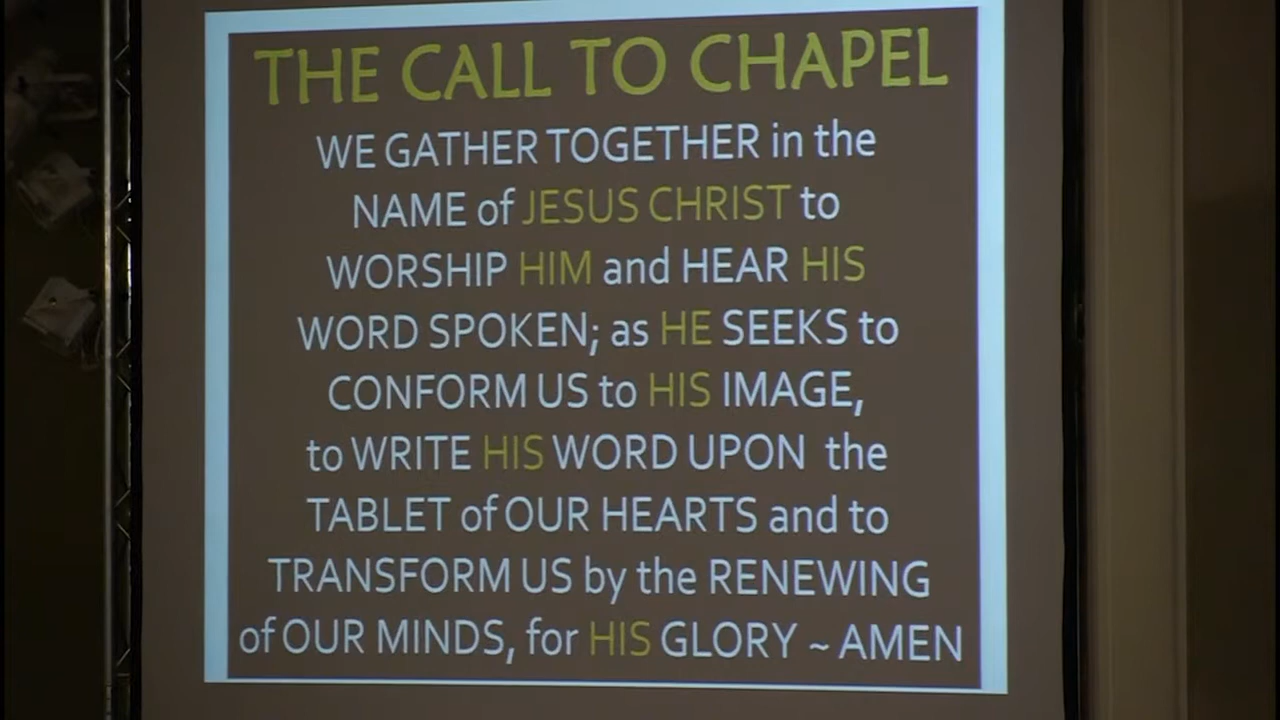 THE CALL TO CHAPEL
WE GATHER TOGETHER in the
NAME of JESUS CHRIST to
WORSHIP HIM and HEAR HIS
WORD SPOKEN; as HE SEEKS to
CONFORM US to HIS IMAGE,
to WRITE HIS WORD UPON the
TABLET of OUR HEARTS and to
TRANSFORM US by the RENEWING
of OUR MINDS, for HIS GLORY ~ AMEN